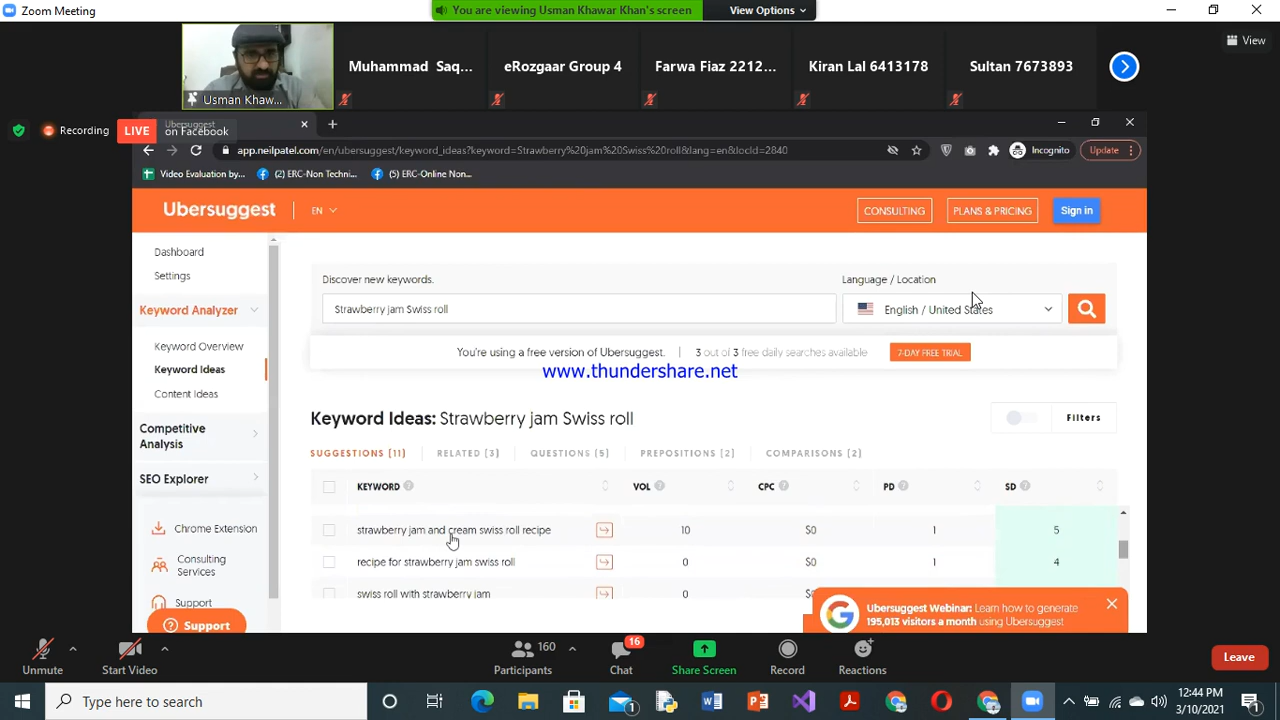 Zoom Meeting
You are viewing Usman Khawar Khan's screen
View Options
View
Usman Khaw...
Muhammad Saq...
eRozgaar Group 4
Farwa Fiaz 2212...
Kiran Lal 6413178
Sultan 7673893
Recording
LIVE
on Facebook
Ubersuggest
app.neilpatel.com/en/ubersuggest/keyword_ideas?keyword=Strawberry%20jam%20Swiss%20roll&lang=en&locId=2840
Incognito
Update
Video Evaluation by...
(2) ERC-Non Techni...
(5) ERC-Online Non...
Ubersuggest
EN
CONSULTING
PLANS & PRICING
Sign in
Dashboard
Settings
Keyword Analyzer
Keyword Overview
Keyword Ideas
Content Ideas
Competitive
Analysis
SEO Explorer
Chrome Extension
Consulting
Services
Support
Support
Discover new keywords.
Language / Location
Strawberry jam Swiss roll
English / United States
You're using a free version of Ubersuggest.
3 out of 3 free daily searches available
7-DAY FREE TRIAL
www.thundershare.net
Keyword Ideas: Strawberry jam Swiss roll
Filters
SUGGESTIONS (11)
RELATED (3)
QUESTIONS (5)
PREPOSITIONS (2)
COMPARISONS (2)
KEYWORD VOL CPC PD SD
strawberry jam and cream swiss roll recipe 10 $0 1 5
recipe for strawberry jam swiss roll 0 $0 1 4
swiss roll with strawberry jam 0 $0
Ubersuggest Webinar: Learn how to generate
195,013 visitors a month using Ubersuggest
Unmute
Start Video
160
Participants
16
Chat
Share Screen
Record
Reactions
Leave
Type here to search
1
12:44 PM
3/10/2021
1